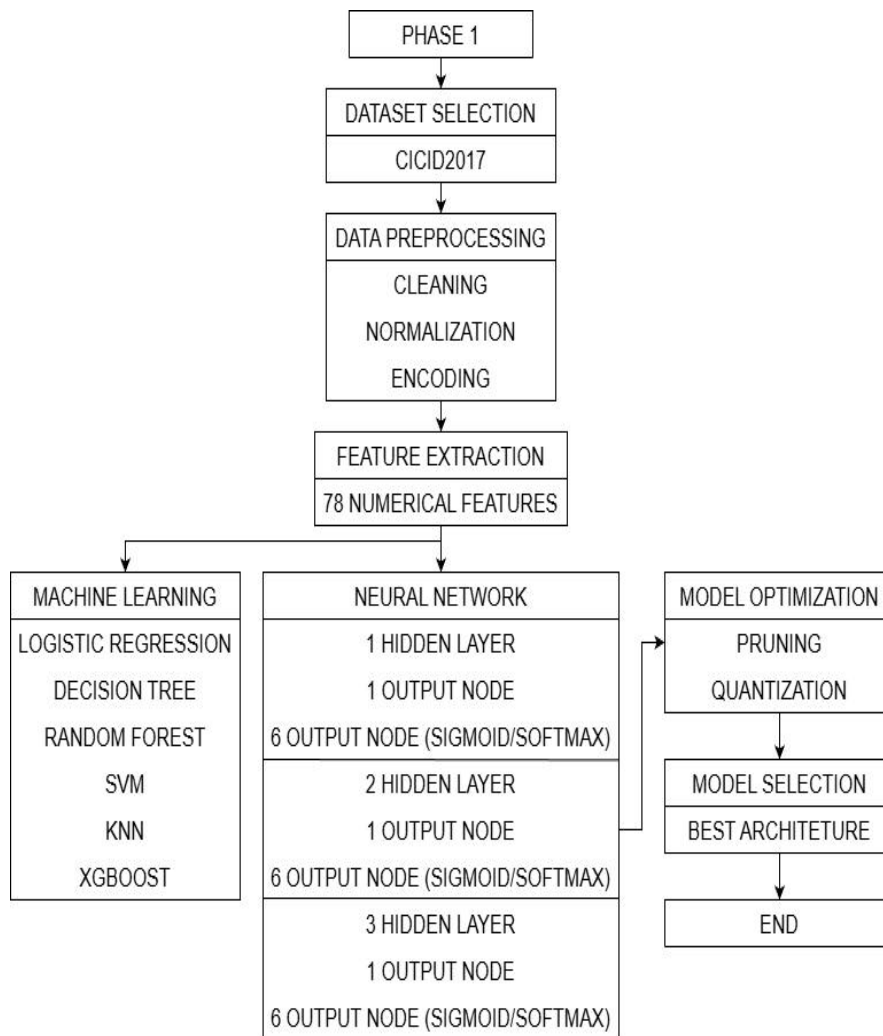 PHASE 1
DATASET SELECTION
CICID2017
DATA PREPROCESSING
CLEANING
NORMALIZATION
ENCODING
FEATURE EXTRACTION
78 NUMERICAL FEATURES
MACHINE LEARNING
LOGISTIC REGRESSION
DECISION TREE
RANDOM FOREST
SVM
KNN
XGBOOST
NEURAL NETWORK
1 HIDDEN LAYER
1 OUTPUT NODE
6 OUTPUT NODE (SIGMOID/SOFTMAX)
2 HIDDEN LAYER
1 OUTPUT NODE
6 OUTPUT NODE (SIGMOID/SOFTMAX)
3 HIDDEN LAYER
1 OUTPUT NODE
6 OUTPUT NODE (SIGMOID/SOFTMAX)
MODEL OPTIMIZATION
PRUNING
QUANTIZATION
MODEL SELECTION
BEST ARCHITETURE
END